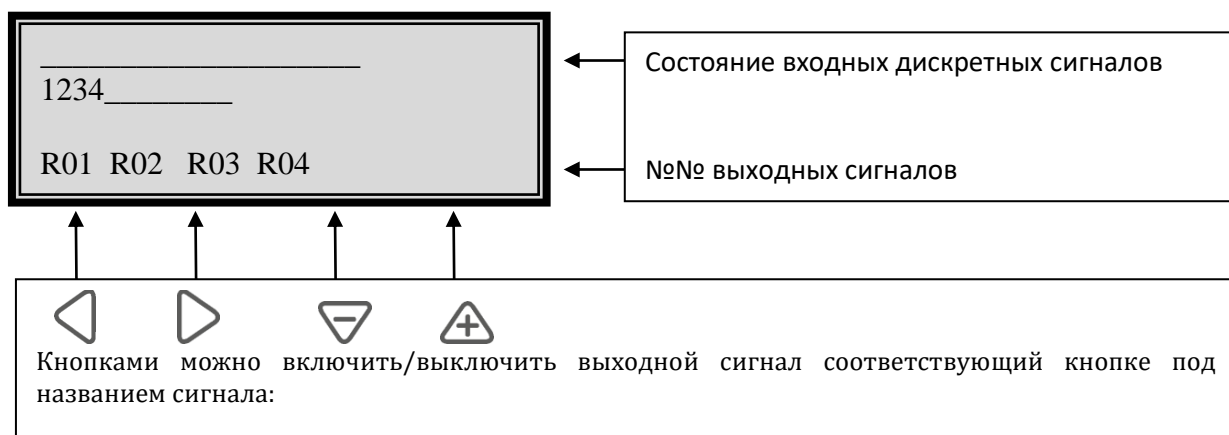 ____________________
1234________
R01 R02 R03 R04
Состояние входных дискретных сигналов
№№ выходных сигналов
Кнопками можно включить/выключить выходной сигнал соответствующий кнопке под
названием сигнала: